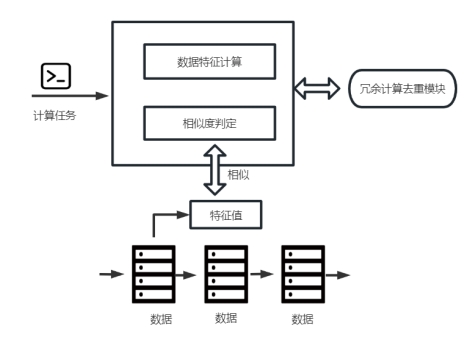 数据特征计算
冗余计算去重模块
计算任务
相似度判定
相似
特征值
数据
数据
数据